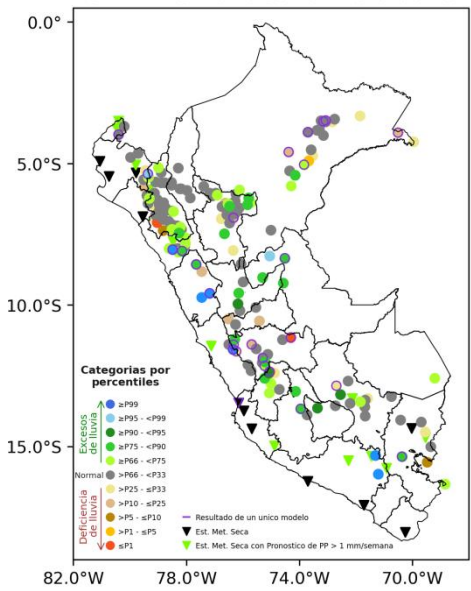 0.0°
5.0°S
10.0°S
15.0°S
Categorias por
percentiles
Excesos
de lluvia
≥P99
≥P95 - <P99
≥P90 - <P95
≥P75 - <P90
≥P66 - <P75
Normal
>P66 - <P33
Deficiencia
de lluvia
>P25 - ≤P33
>P10 - ≤P25
>P5 - ≤P10
>P1 - ≤P5
≤P1
Resultado de un unico modelo
Est. Met. Seca
Est. Met. Seca con Pronostico de PP > 1 mm/semana
82.0°W
78.0°W
74.0°W
70.0°W